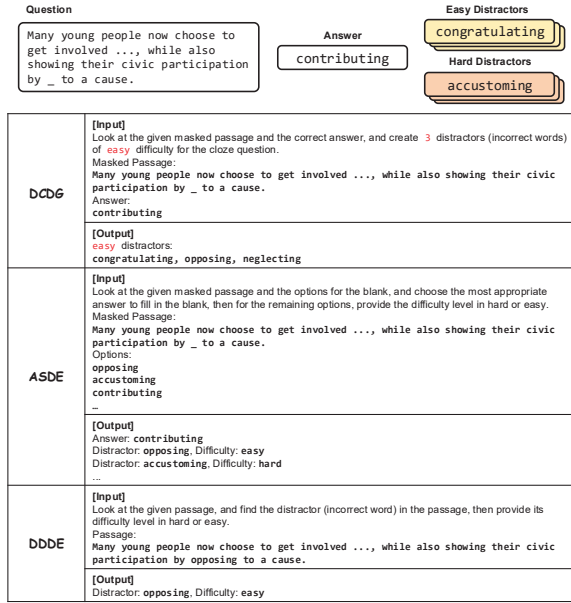 Question
Many young people now choose to
get involved ..., while also
showing their civic participation
by _ to a cause.
Answer
contributing
Easy Distractors
congratulating
Hard Distractors
accustoming
DCDG
[Input]
Look at the given masked passage and the correct answer, and create 3 distractors (incorrect words)
of easy difficulty for the cloze question.
Masked Passage:
Many young people now choose to get involved ..., while also showing their civic
participation by _ to a cause.
Answer:
contributing
[Output]
easy distractors:
congratulating, opposing, neglecting
ASDE
[Input]
Look at the given masked passage and the options for the blank, and choose the most appropriate
answer to fill in the blank, then for the remaining options, provide the difficulty level in hard or easy.
Masked Passage:
Many young people now choose to get involved ..., while also showing their civic
participation by _ to a cause.
Options:
opposing
accustoming
contributing
…
[Output]
Answer: contributing
Distractor: opposing, Difficulty: easy
Distractor: accustoming, Difficulty: hard
...
DDDE
[Input]
Look at the given passage, and find the distractor (incorrect word) in the passage, then provide its
difficulty level in hard or easy.
Passage:
Many young people now choose to get involved ..., while also showing their civic
participation by opposing to a cause.
[Output]
Distractor: opposing, Difficulty: easy